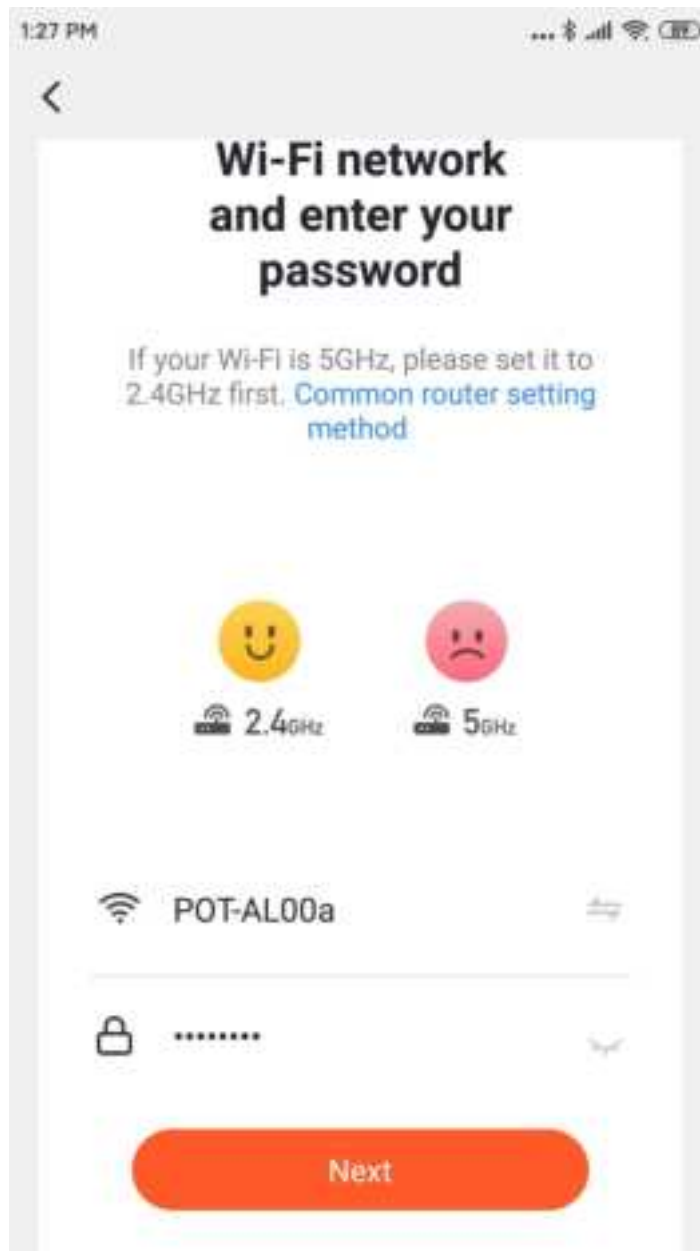 1:27 PM
Wi-Fi network
and enter your
password
If your Wi-Fi is 5GHz, please set it to
2.4GHz first. Common router setting
method
2.4GHz 5GHz
POT-AL00a
••••••••
Next